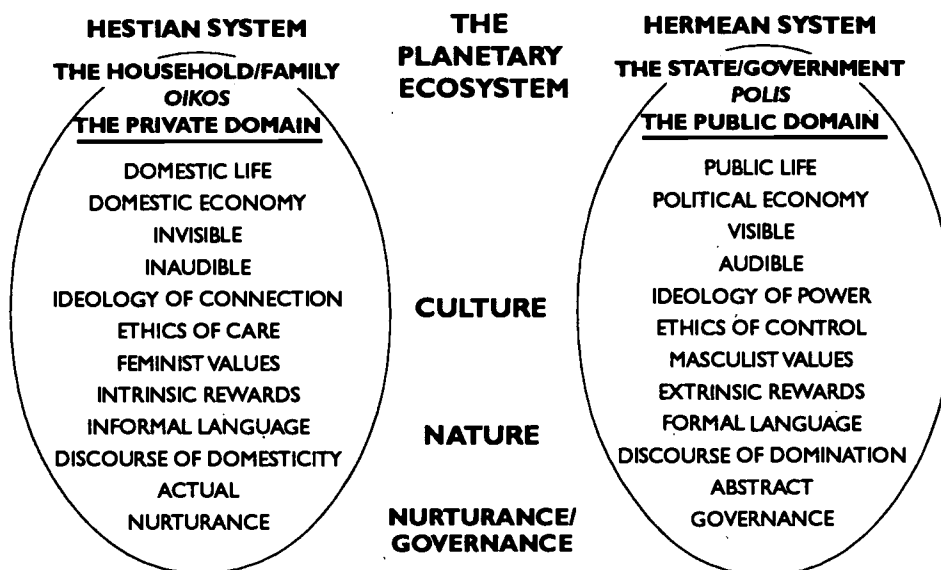 HESTIAN SYSTEM
THE HOUSEHOLD/FAMILY
OIKOS
THE PRIVATE DOMAIN
DOMESTIC LIFE
DOMESTIC ECONOMY
INVISIBLE
INAUDIBLE
IDEOLOGY OF CONNECTION
ETHICS OF CARE
FEMINIST VALUES
INTRINSIC REWARDS
INFORMAL LANGUAGE
DISCOURSE OF DOMESTICITY
ACTUAL
NURTURANCE
THE
PLANETARY
ECOSYSTEM
CULTURE
NATURE
NURTURANCE/
GOVERNANCE
HERMEAN SYSTEM
THE STATE/GOVERNMENT
POLIS
THE PUBLIC DOMAIN
PUBLIC LIFE
POLITICAL ECONOMY
VISIBLE
AUDIBLE
IDEOLOGY OF POWER
ETHICS OF CONTROL
MASCULIST VALUES
EXTRINSIC REWARDS
FORMAL LANGUAGE
DISCOURSE OF DOMINATION
ABSTRACT
GOVERNANCE